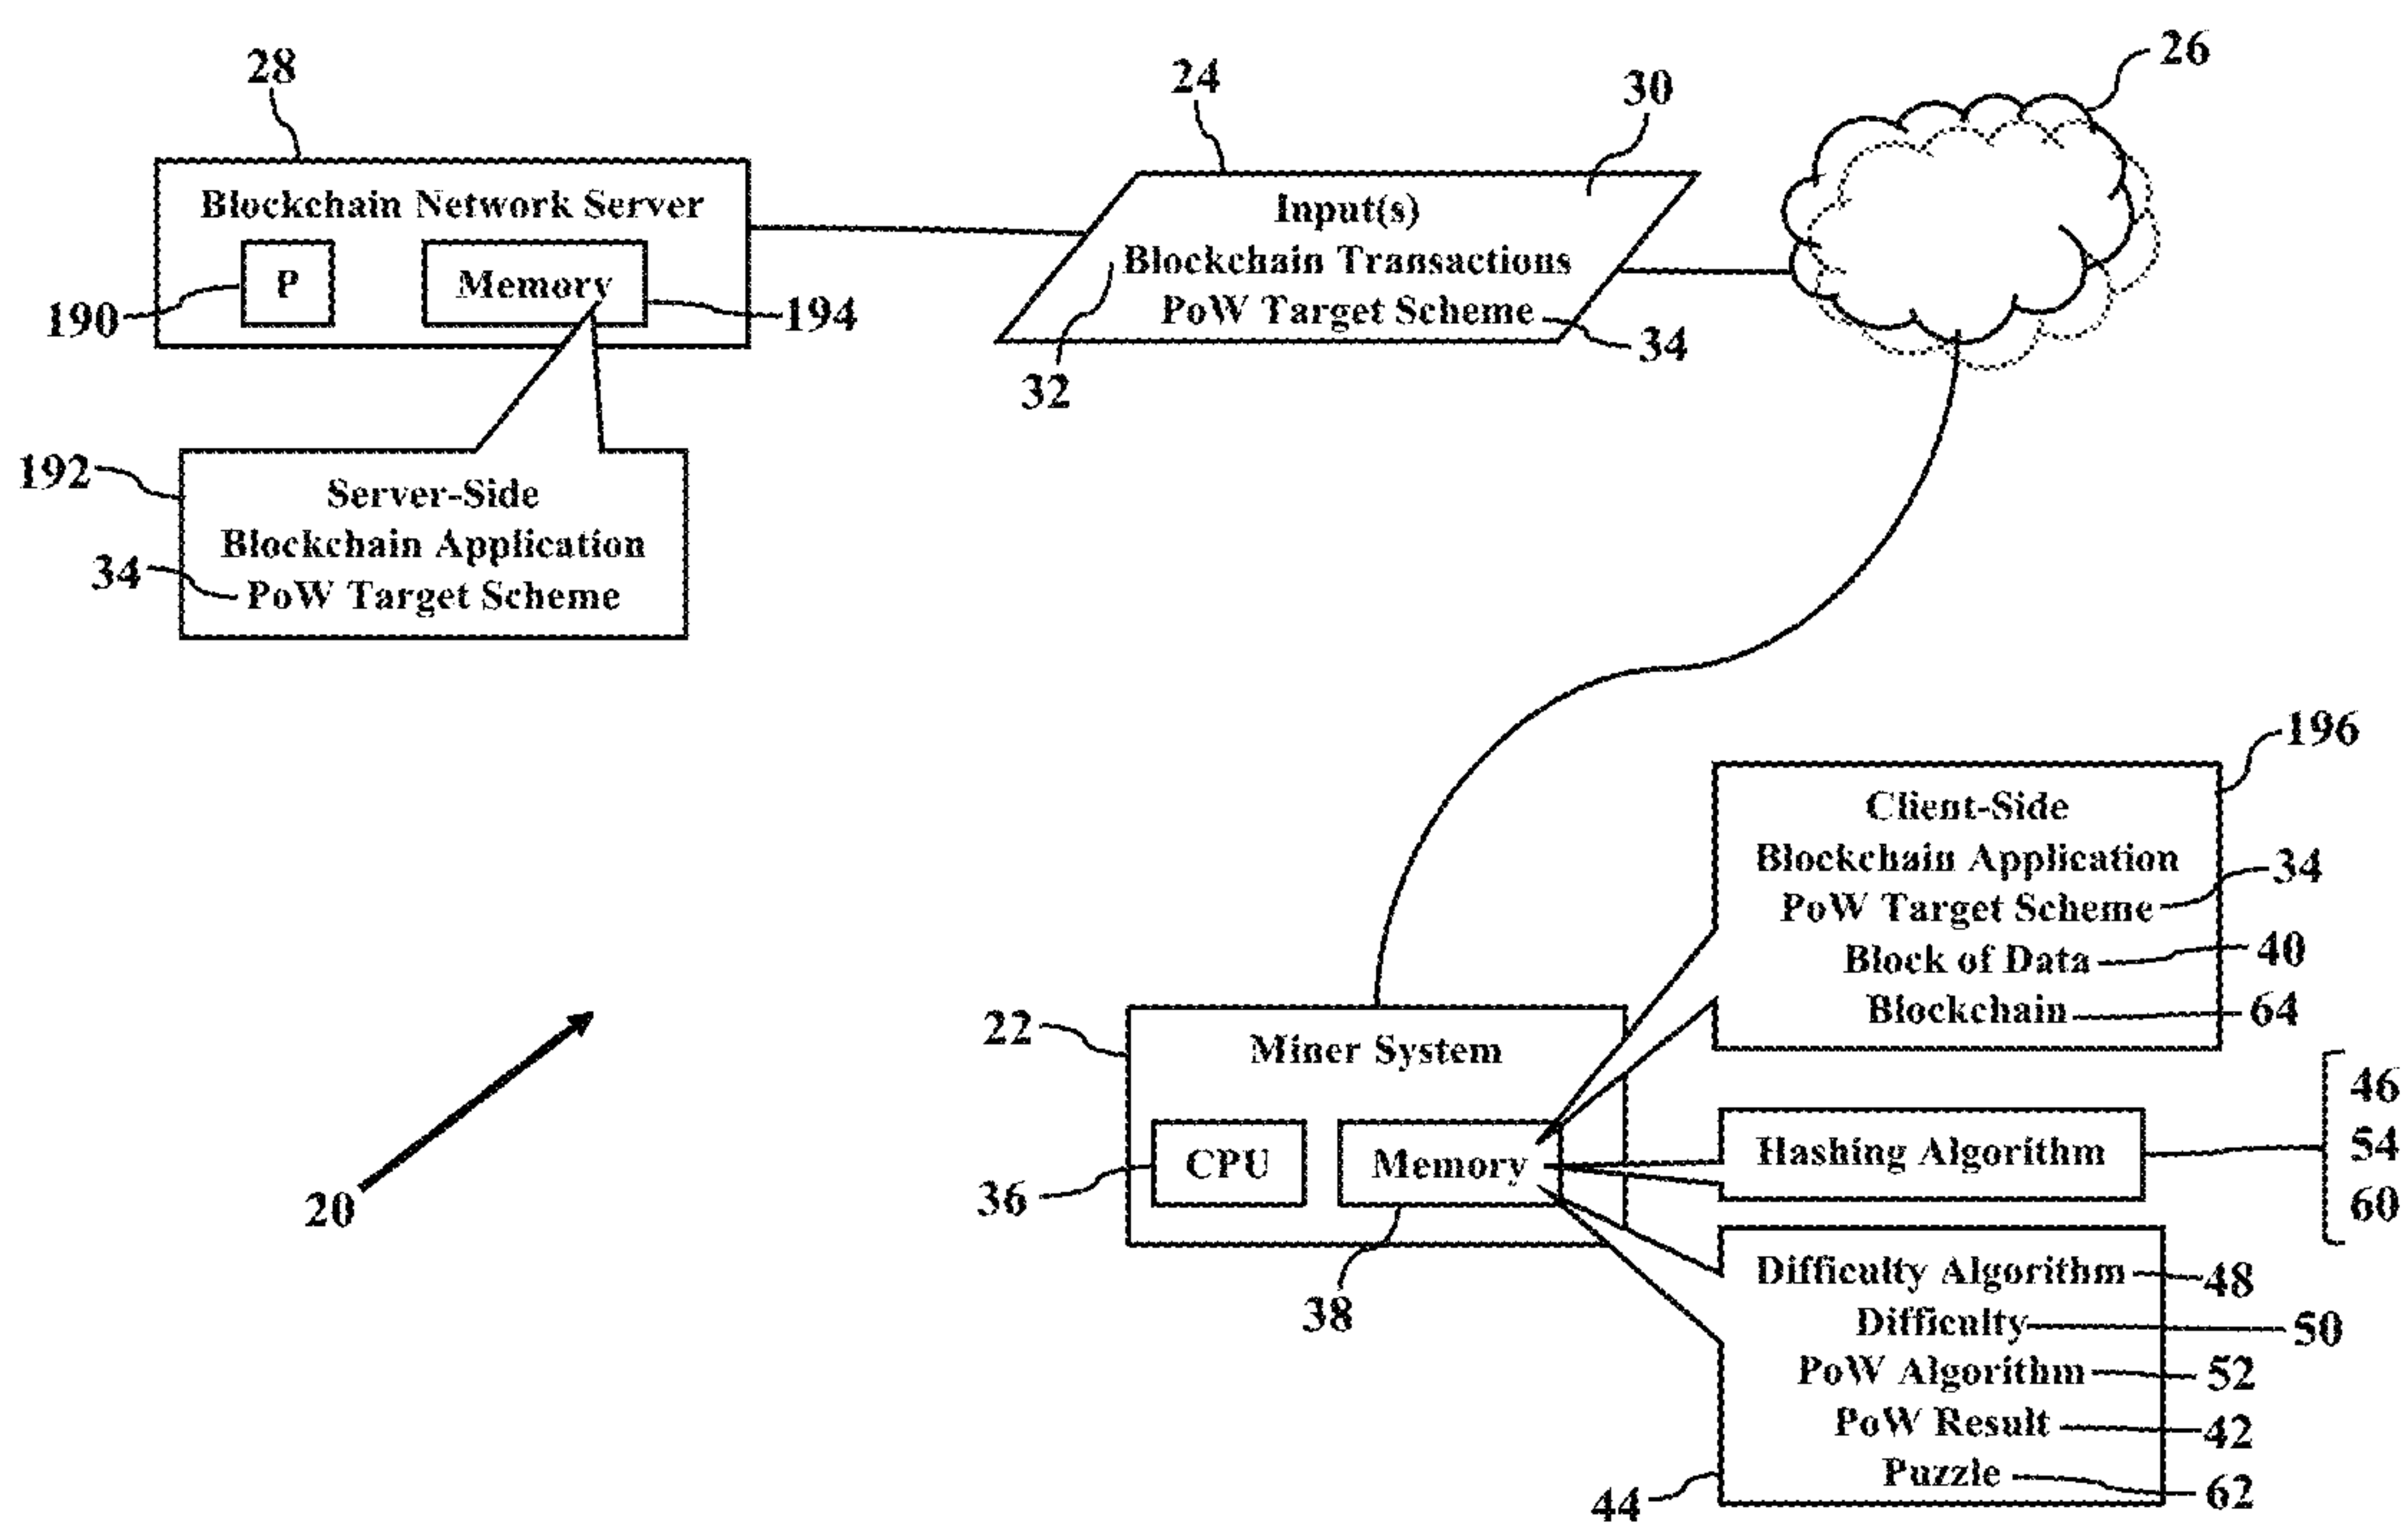 28
24
30
26
Blockchain Network Server
P
Memory
190
194
Input(s)
Blockchain Transactions
PoW Target Scheme
32
34
192
Server-Side
Blockchain Application
34
PoW Target Scheme
196
Client-Side
Blockchain Application
PoW Target Scheme
34
Block of Data
40
Blockchain
64
22
Miner System
CPU
Memory
36
38
Hashing Algorithm
46
54
60
20
Difficulty Algorithm
48
Difficulty
50
PoW Algorithm
52
PoW Result
42
Puzzle
62
44